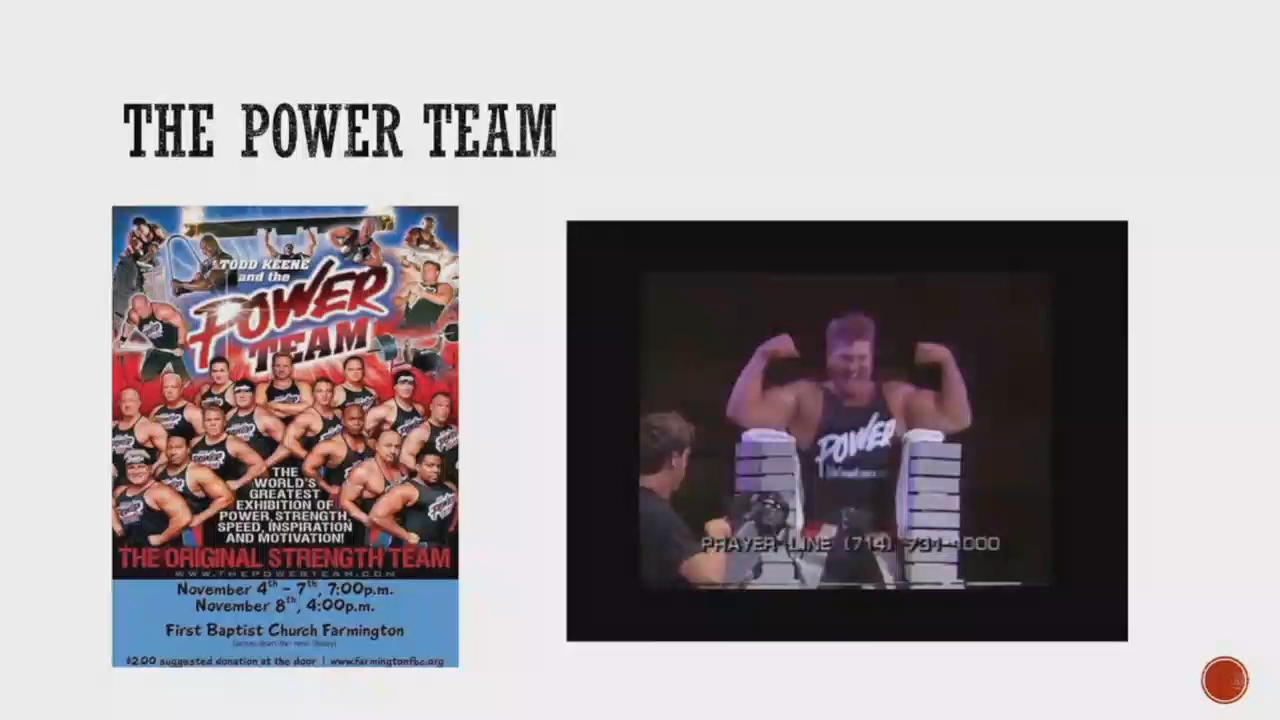 THE POWER TEAM
TODD KEENE
and the
POWER
TEAM
THE
WORLD'S
GREATEST
EXHIBITION OF
POWER, STRENGTH,
SPEED, INSPIRATION
AND MOTIVATION!
THE ORIGINAL STRENGTH TEAM
WWW.THEPOWERTEAM.COM
November 4th - 7th, 7:00p.m.
November 8th, 4:00p.m.
First Baptist Church Farmington
$2.00 suggested donation at the door | www.farmingtonfbc.org
POWER
PRAYER LINE (714)